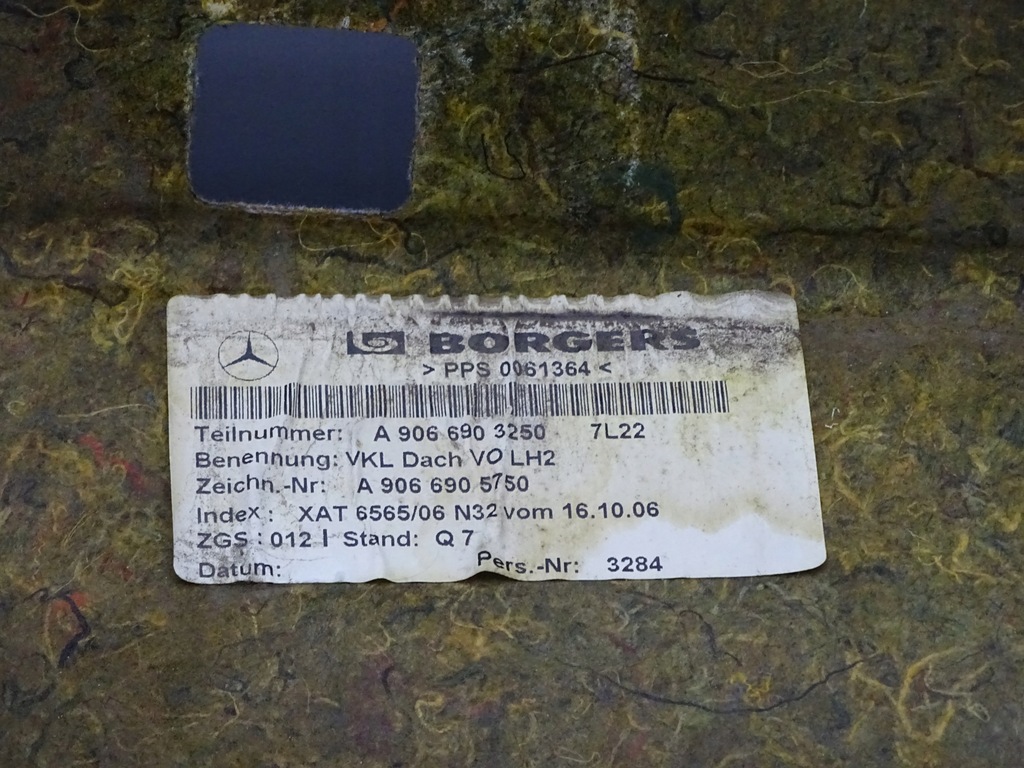 BORGERS
> PPS 0061364 <
Teilnummer: A 906 690 3250 7L22
Benennung: VKL Dach VO LH2
Zeichn.-Nr: A 906 690 5750
Index: XAT 6565/06 N32 vom 16.10.06
ZGS : 012 I Stand: Q 7
Datum: Pers.-Nr: 3284